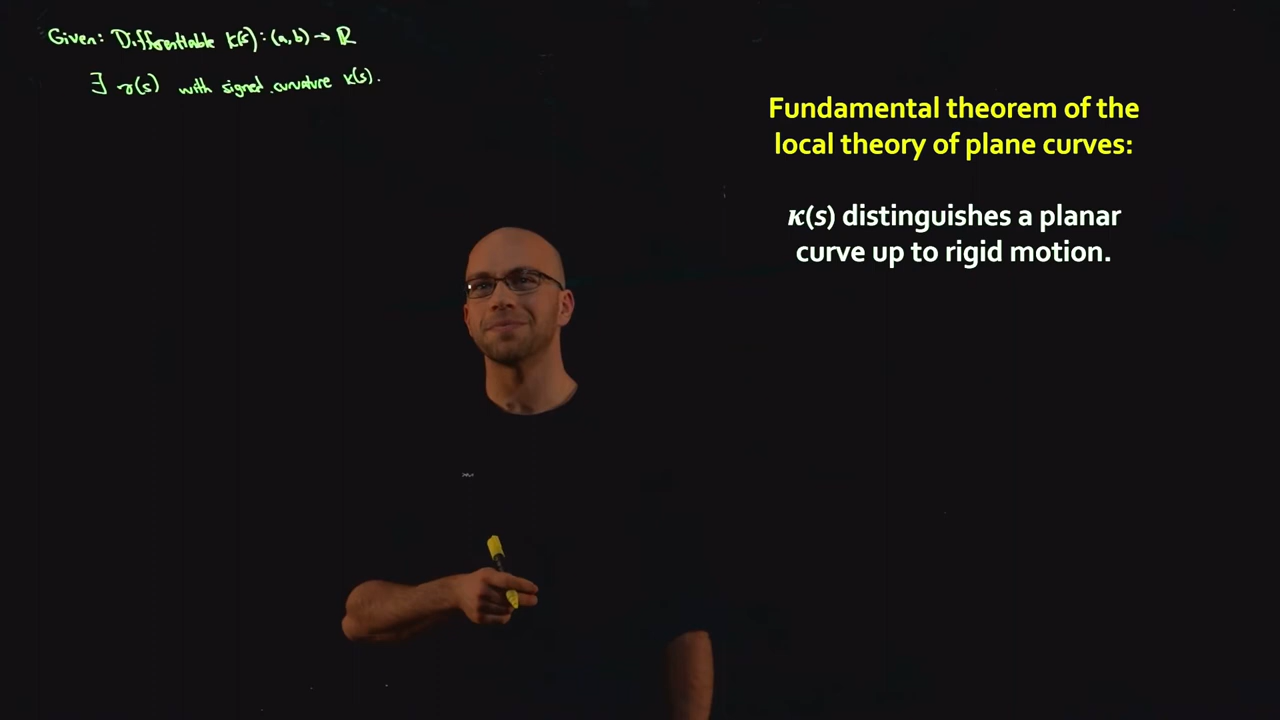 Given: Differentiable κ(s): (a,b) → ℝ
∃ γ(s) with signed curvature κ(s).
Fundamental theorem of the
local theory of plane curves:
κ(s) distinguishes a planar
curve up to rigid motion.